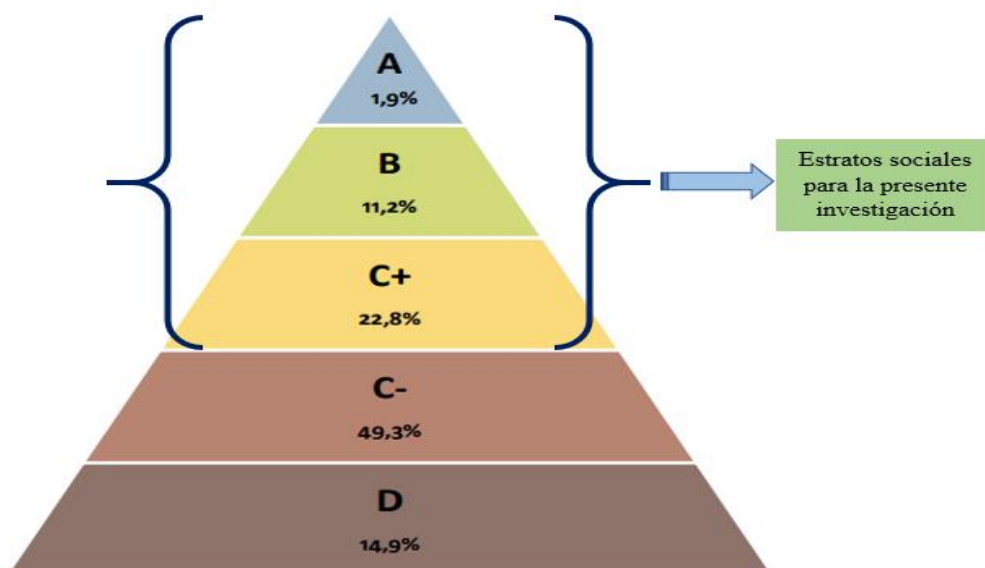 A
1,9%
B
11,2%
C+
22,8%
C-
49,3%
D
14,9%
Estratos sociales
para la presente
investigación